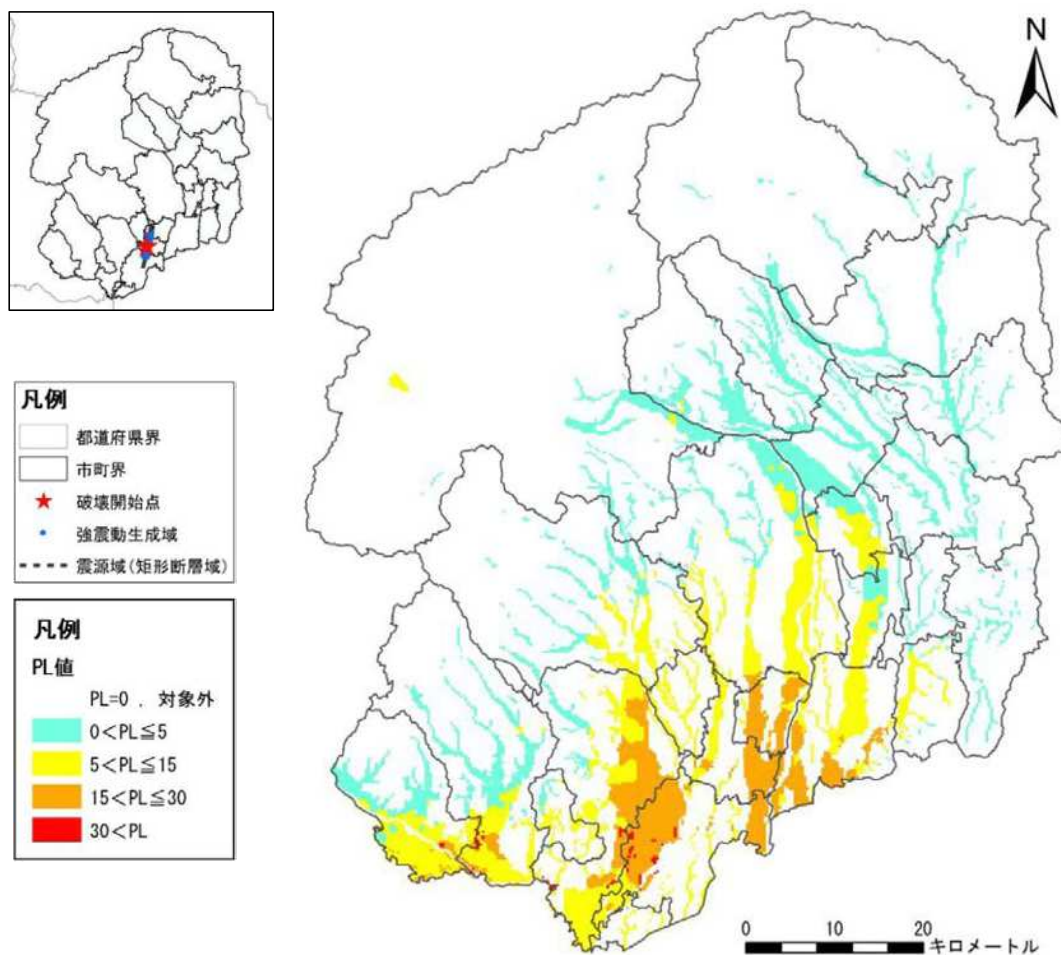 N
凡例
都道府県界
市町界
破壊開始点
強震動生成域
震源域(矩形断層域)
凡例
PL値
PL=0 . 対象外
0<PL≦5
5<PL≦15
15<PL≦30
30<PL
0 10 20
キロメートル